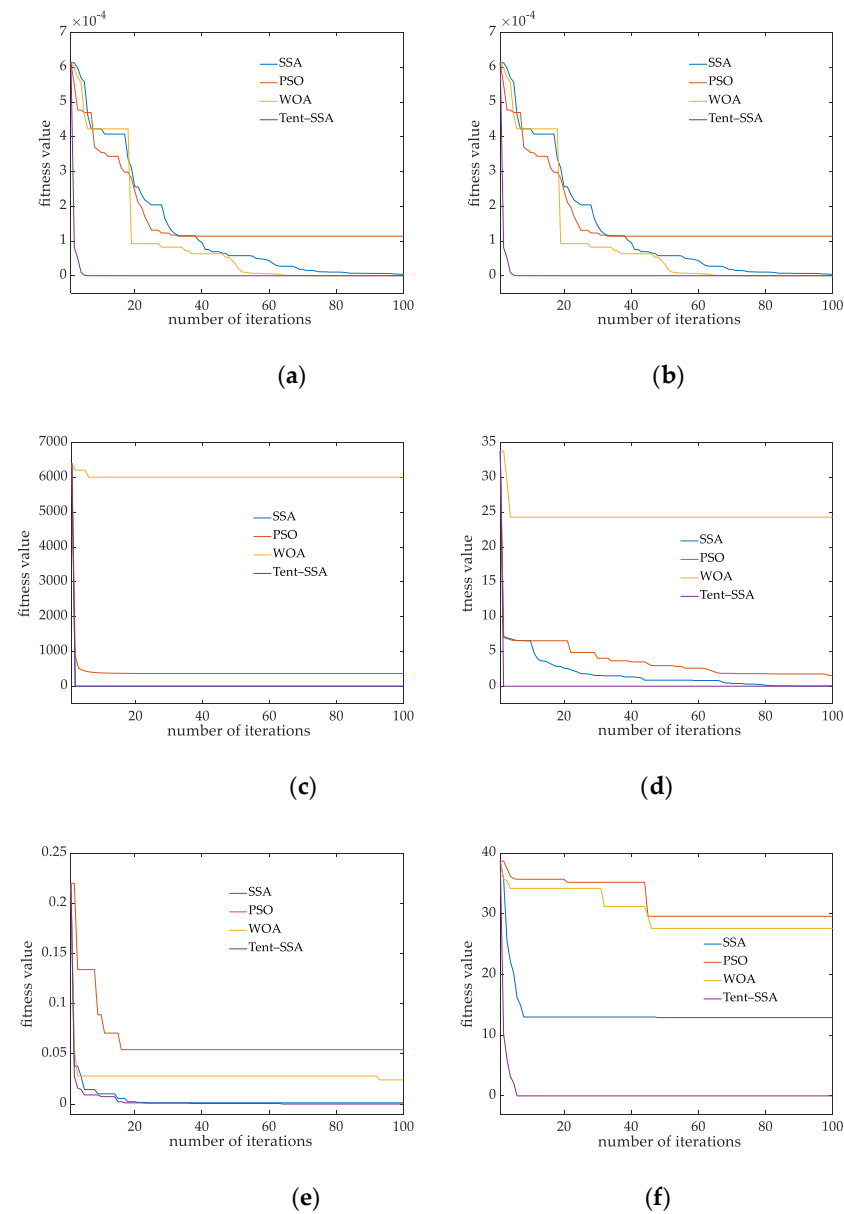 7 ×10⁻⁴
6
5
4
3
2
1
0
fitness value
SSA
PSO
WOA
Tent–SSA
20 40 60 80 100
number of iterations
(a)
7 ×10⁻⁴
6
5
4
3
2
1
0
fitness value
SSA
PSO
WOA
Tent–SSA
20 40 60 80 100
number of iterations
(b)
7000
6000
5000
4000
3000
2000
1000
0
fitness value
SSA
PSO
WOA
Tent–SSA
20 40 60 80 100
number of iterations
(c)
35
30
25
20
15
10
5
0
tness value
SSA
PSO
WOA
Tent–SSA
20 40 60 80 100
number of iterations
(d)
0.25
0.2
0.15
0.1
0.05
0
fitness value
SSA
PSO
WOA
Tent–SSA
20 40 60 80 100
number of iterations
(e)
40
30
20
10
0
fitness value
SSA
PSO
WOA
Tent–SSA
20 40 60 80 100
number of iterations
(f)